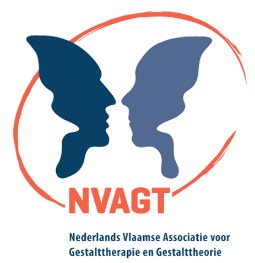 NVAGT
Nederlands Vlaamse Associatie voor
Gestalttherapie en Gestalttheorie